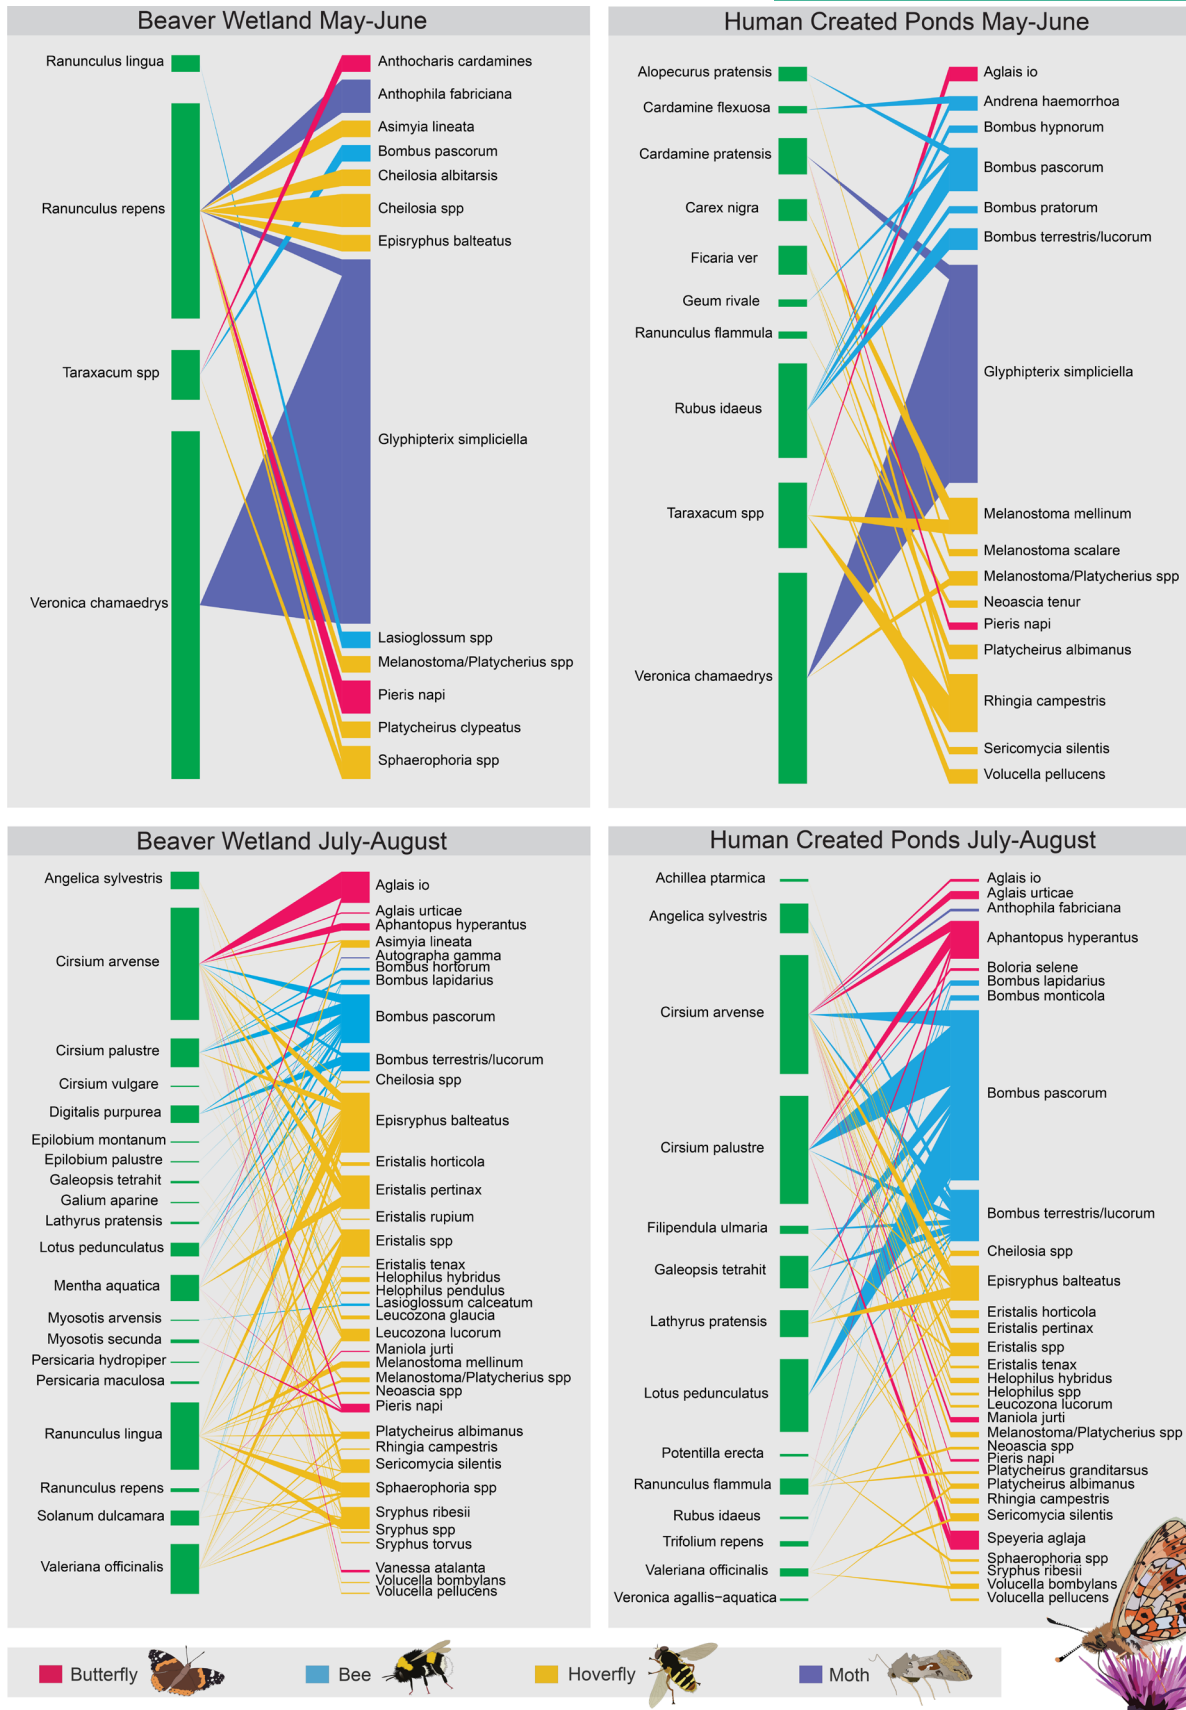 Beaver Wetland May-June
Ranunculus lingua
Ranunculus repens
Taraxacum spp
Veronica chamaedrys
Anthocharis cardamines
Anthophila fabriciana
Asimyia lineata
Bombus pascorum
Cheilosia albitarsis
Cheilosia spp
Episryphus balteatus
Glyphipterix simpliciella
Lasioglossum spp
Melanostoma/Platycherius spp
Pieris napi
Platycheirus clypeatus
Sphaerophoria spp
Human Created Ponds May-June
Alopecurus pratensis
Cardamine flexuosa
Cardamine pratensis
Carex nigra
Ficaria ver
Geum rivale
Ranunculus flammula
Rubus idaeus
Taraxacum spp
Veronica chamaedrys
Aglais io
Andrena haemorrhoa
Bombus hypnorum
Bombus pascorum
Bombus pratorum
Bombus terrestris/lucorum
Glyphipterix simpliciella
Melanostoma mellinum
Melanostoma scalare
Melanostoma/Platycherius spp
Neoascia tenur
Pieris napi
Platycheirus albimanus
Rhingia campestris
Sericomycia silentis
Volucella pellucens
Beaver Wetland July-August
Angelica sylvestris
Cirsium arvense
Cirsium palustre
Cirsium vulgare
Digitalis purpurea
Epilobium montanum
Epilobium palustre
Galeopsis tetrahit
Galium aparine
Lathyrus pratensis
Lotus pedunculatus
Mentha aquatica
Myosotis arvensis
Myosotis secunda
Persicaria hydropiper
Persicaria maculosa
Ranunculus lingua
Ranunculus repens
Solanum dulcamara
Valeriana officinalis
Aglais io
Aglais urticae
Aphantopus hyperantus
Asimyia lineata
Autographa gamma
Bombus hortorum
Bombus lapidarius
Bombus pascorum
Bombus terrestris/lucorum
Cheilosia spp
Episryphus balteatus
Eristalis horticola
Eristalis pertinax
Eristalis rupium
Eristalis spp
Eristalis tenax
Helophilus hybridus
Helophilus pendulus
Lasioglossum calceatum
Leucozona glaucia
Leucozona lucorum
Maniola jurti
Melanostoma mellinum
Melanostoma/Platycherius spp
Neoascia spp
Pieris napi
Platycheirus albimanus
Rhingia campestris
Sericomycia silentis
Sphaerophoria spp
Sryphus ribesii
Sryphus spp
Sryphus torvus
Vanessa atalanta
Volucella bombylans
Volucella pellucens
Human Created Ponds July-August
Achillea ptarmica
Angelica sylvestris
Cirsium arvense
Cirsium palustre
Filipendula ulmaria
Galeopsis tetrahit
Lathyrus pratensis
Lotus pedunculatus
Potentilla erecta
Ranunculus flammula
Rubus idaeus
Trifolium repens
Valeriana officinalis
Veronica agallis−aquatica
Aglais io
Aglais urticae
Anthophila fabriciana
Aphantopus hyperantus
Boloria selene
Bombus lapidarius
Bombus monticola
Bombus pascorum
Bombus terrestris/lucorum
Cheilosia spp
Episryphus balteatus
Eristalis horticola
Eristalis pertinax
Eristalis spp
Eristalis tenax
Helophilus hybridus
Helophilus spp
Leucozona lucorum
Maniola jurti
Melanostoma/Platycherius spp
Neoascia spp
Pieris napi
Platycheirus granditarsus
Platycheirus albimanus
Rhingia campestris
Sericomycia silentis
Speyeria aglaja
Sphaerophoria spp
Sryphus ribesii
Volucella bombylans
Volucella pellucens
Butterfly
Bee
Hoverfly
Moth